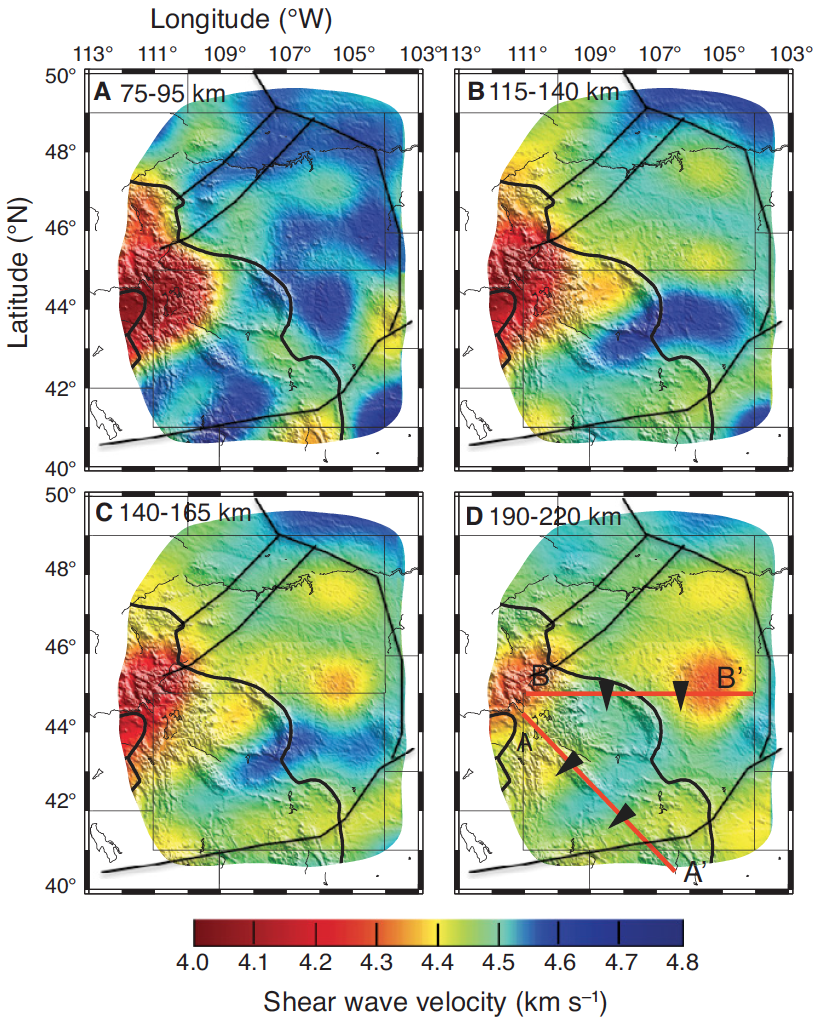 Longitude (°W)
113° 111° 109° 107° 105° 103° 113° 111° 109° 107° 105° 103°
50°
A 75-95 km
B 115-140 km
48°
46°
Latitude (°N)
44°
42°
40°
50°
C 140-165 km
D 190-220 km
48°
46°
B B'
44°
A
42°
A'
40°
4.0 4.1 4.2 4.3 4.4 4.5 4.6 4.7 4.8
Shear wave velocity (km s⁻¹)